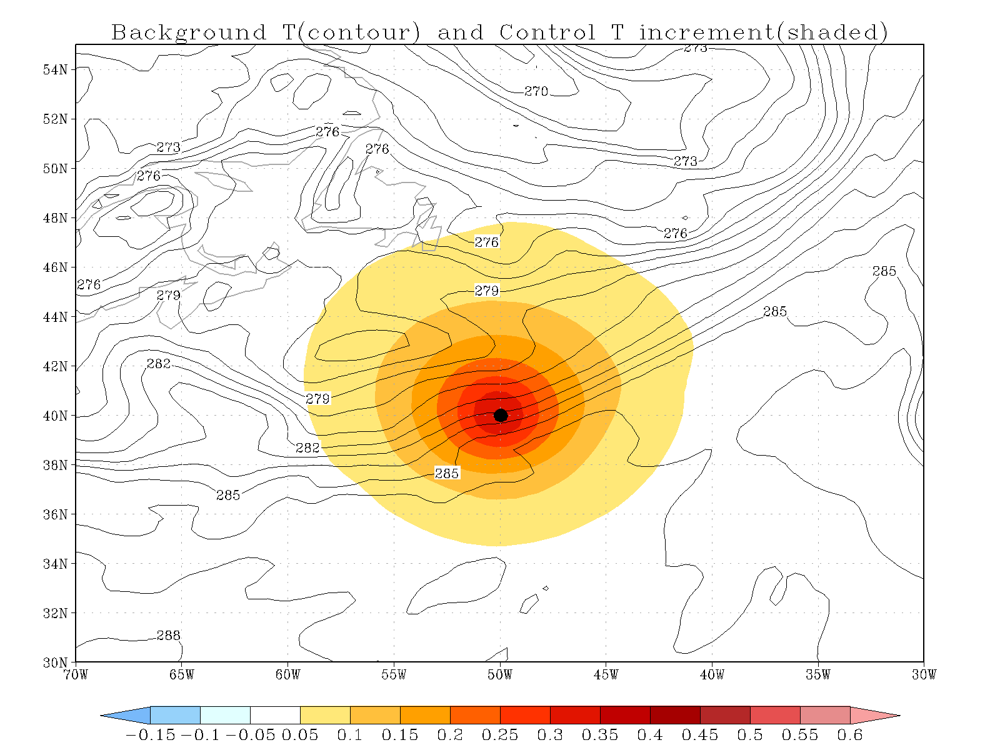 Background T(contour) and Control T increment(shaded)
273
54N
270
52N
276
273
276
273
50N
276
48N
276
276
46N
285
276
279
279
285
44N
282
42N
279
40N
282
38N
285
285
36N
34N
32N
288
30N
70W 65W 60W 55W 50W 45W 40W 35W 30W
-0.15 -0.1 -0.05 0.05 0.1 0.15 0.2 0.25 0.3 0.35 0.4 0.45 0.5 0.55 0.6